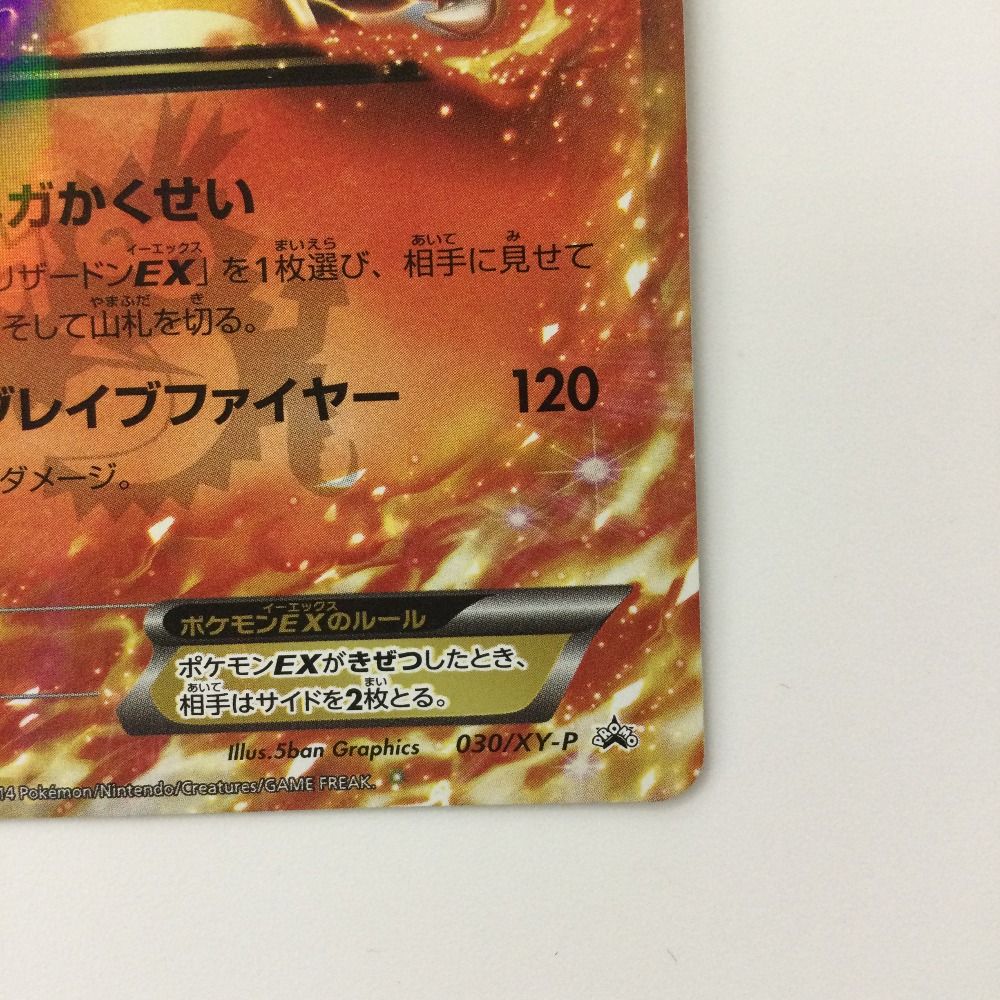 ガかくせい
イーエックス まいえら あいて み
リザードンEX」を1枚選び、相手に見せて
やまふだ き
そして山札を切る。
ブレイブファイヤー 120
ダメージ。
イーエックス
ポケモンEXのルール
ポケモンEXがきぜつしたとき、
あいて まい
相手はサイドを2枚とる。
Illus.5ban Graphics 030/XY-P PROMO
14 Pokémon/Nintendo/Creatures/GAME FREAK.